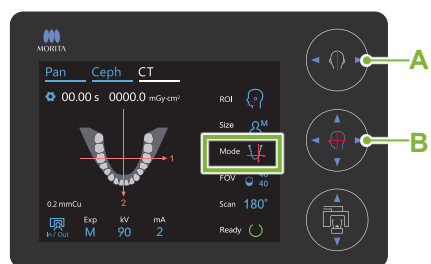 MORITA
Pan Ceph CT
00.00 s 0000.0 mGy·cm²
ROI
Size M
Mode
1
2
FOV 40 40
0.2 mmCu
Scan 180°
Exp kV mA
In / Out M 90 2
Ready
A
B